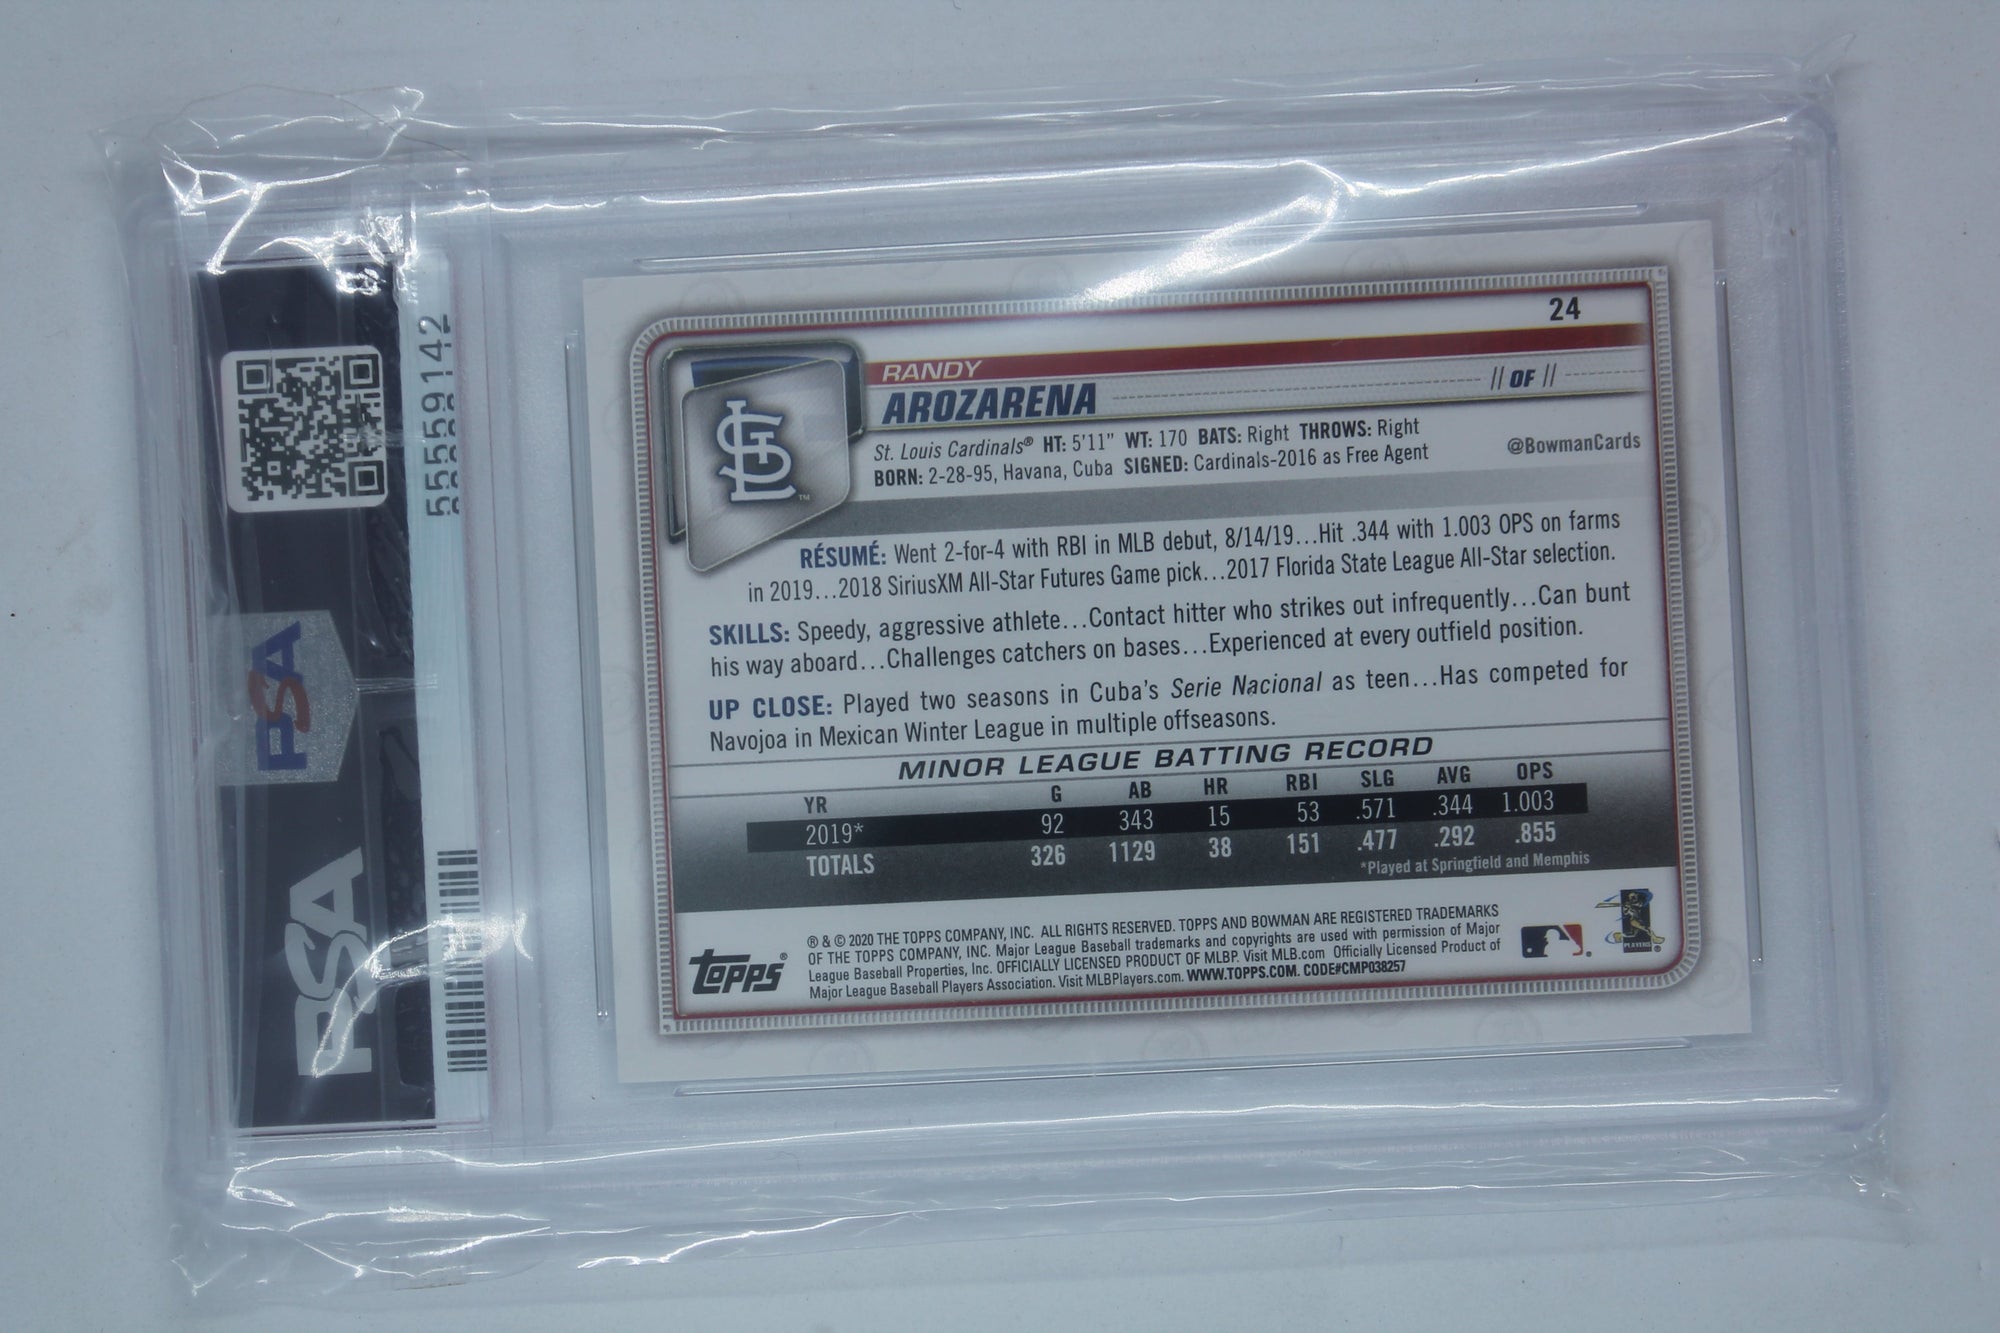 55559142
PSA
PSA
24
RANDY
AROZARENA
// OF //
St. Louis Cardinals® HT: 5'11" WT: 170 BATS: Right THROWS: Right
BORN: 2-28-95, Havana, Cuba SIGNED: Cardinals-2016 as Free Agent
@BowmanCards
STL
™
RÉSUMÉ: Went 2-for-4 with RBI in MLB debut, 8/14/19...Hit .344 with 1.003 OPS on farms
in 2019...2018 SiriusXM All-Star Futures Game pick...2017 Florida State League All-Star selection.
SKILLS: Speedy, aggressive athlete...Contact hitter who strikes out infrequently...Can bunt
his way aboard...Challenges catchers on bases...Experienced at every outfield position.
UP CLOSE: Played two seasons in Cuba's Serie Nacional as teen...Has competed for
Navojoa in Mexican Winter League in multiple offseasons.
MINOR LEAGUE BATTING RECORD
YR G AB HR RBI SLG AVG OPS
2019* 92 343 15 53 .571 .344 1.003
TOTALS 326 1129 38 151 .477 .292 .855
*Played at Springfield and Memphis
Topps®
® & © 2020 THE TOPPS COMPANY, INC. ALL RIGHTS RESERVED. TOPPS AND BOWMAN ARE REGISTERED TRADEMARKS
OF THE TOPPS COMPANY, INC. Major League Baseball trademarks and copyrights are used with permission of Major
League Baseball Properties, Inc. OFFICIALLY LICENSED PRODUCT OF MLBP. Visit MLB.com Officially Licensed Product of
Major League Baseball Players Association. Visit MLBPlayers.com. WWW.TOPPS.COM. CODE#CMP038257
PLAYERS